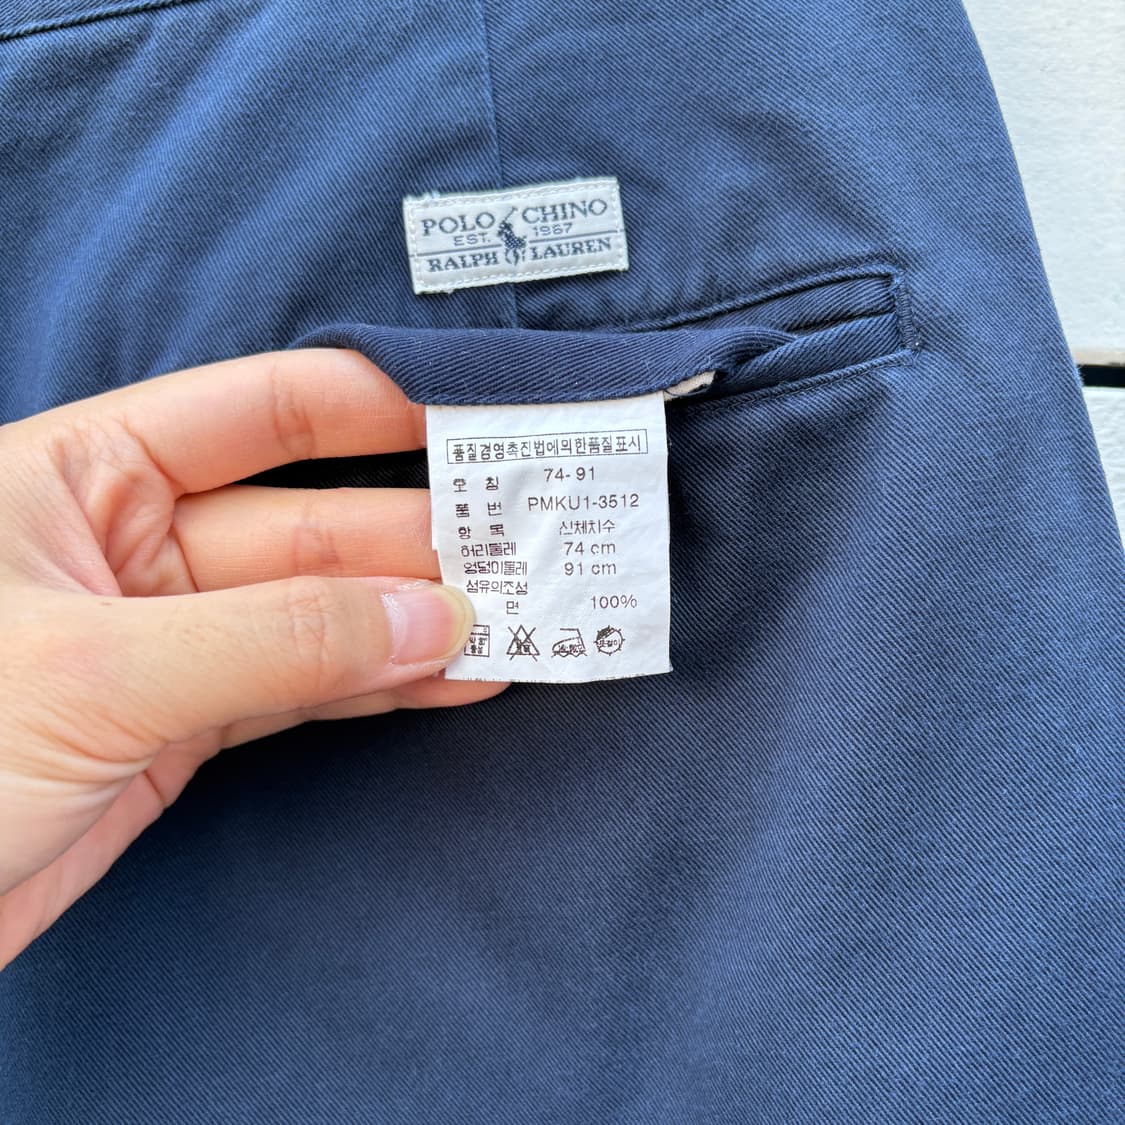 POLO CHINO
EST. 1967
RALPH LAUREN
품질경영촉진법에의한품질표시
호 칭 74-91
품 번 PMKU1-3512
항 목 신체치수
허리둘레 74 cm
엉덩이둘레 91 cm
섬유의조성
면 100%